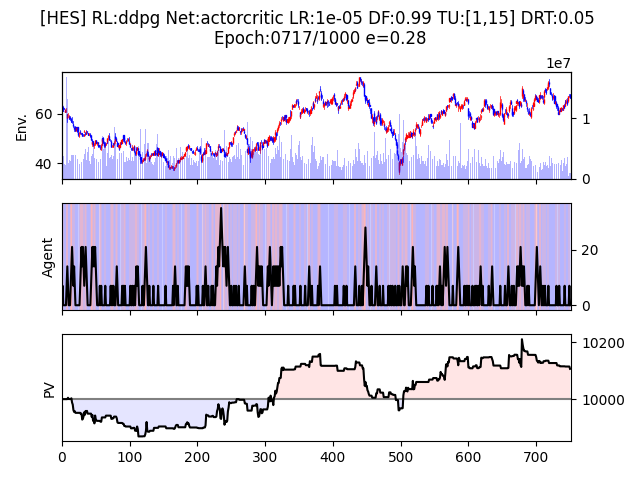 [HES] RL:ddpg Net:actorcritic LR:1e-05 DF:0.99 TU:[1,15] DRT:0.05
Epoch:0717/1000 e=0.28
1e7
Env.
60
40
1
0
Agent
20
0
PV
10200
10000
0 100 200 300 400 500 600 700